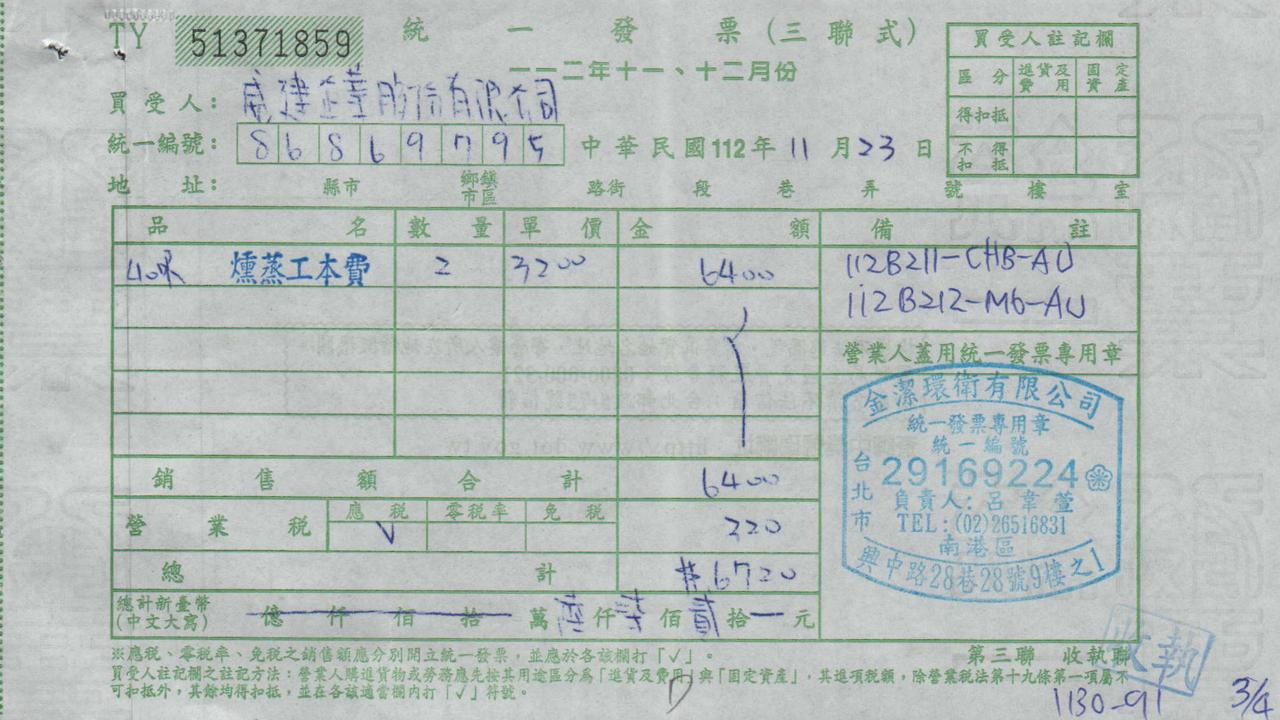 TY 51371859 統一發票(三聯式)
一一二年十一、十二月份
買受人註記欄
區分 進貨及費用 固定資產
得扣抵
不得扣抵
買受人: 威建企業股份有限公司
統一編號: 86869795 中華民國112年11月23日
地址: 縣市 鄉鎮市區 路街 段 巷 弄 號 樓 室
品名 數量 單價 金額 備註
40呎 燻蒸工本費 2 3200 6400 112B211-CHB-AU
112B212-M6-AU
營業人蓋用統一發票專用章
金潔環衛有限公司
統一發票專用章
統一編號
29169224
負責人: 呂韋萱
TEL:(02)26516831
台北市
南港區
興中路28巷28號9樓之1
銷售額合計 6400
營業稅 應稅 零稅率 免稅 220
V
總計 #6720
總計新臺幣(中文大寫) 億仟佰拾萬陸仟柒佰貳拾一元
※應稅、零稅率、免稅之銷售額應分別開立統一發票,並應於各該欄打「✓」。
第三聯 收執聯
買受人註記欄之註記方法:營業人購進貨物或勞務應先按其用途區分為「進貨及費用」與「固定資產」,其進項稅額,除營業稅法第十九條第一項屬不
可扣抵外,其餘均得扣抵,並在各該適當欄內打「✓」符號。
收執
1130-91 3/4